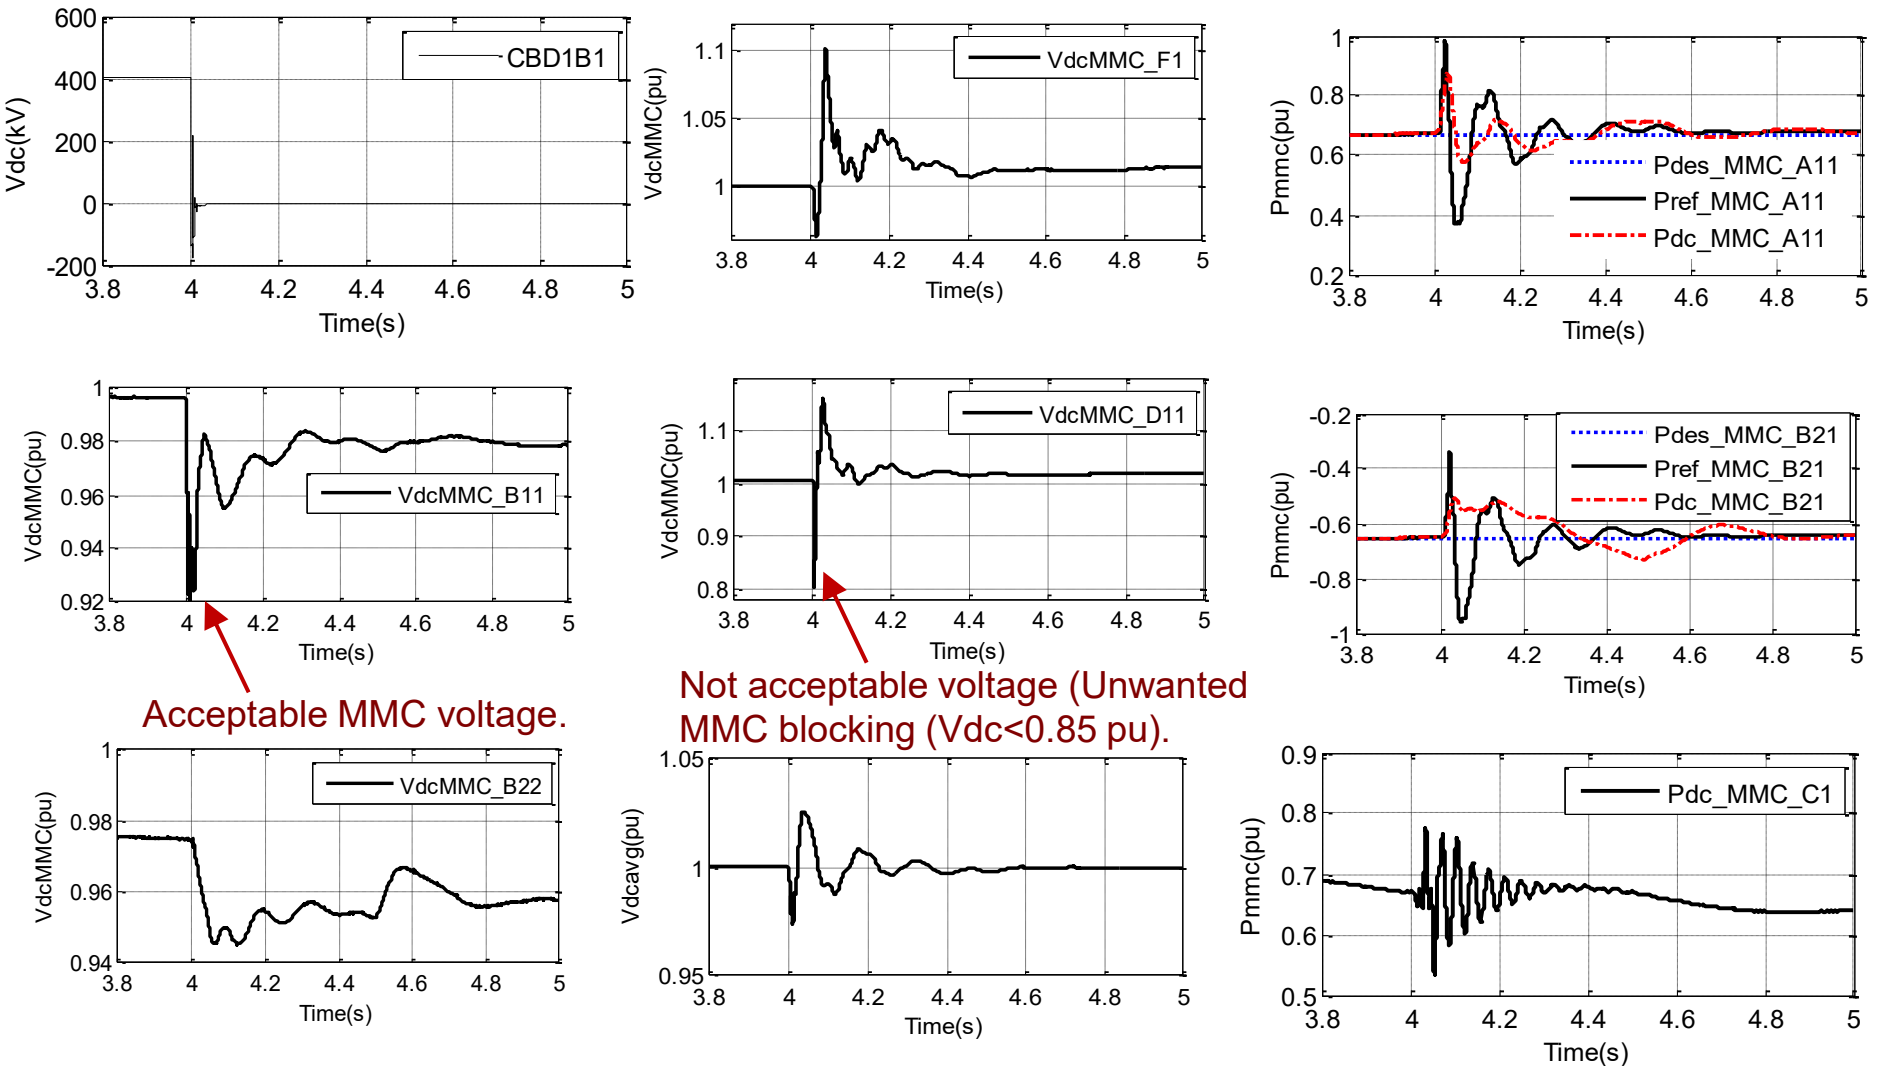 600
400
200
0
-200
3.8 4 4.2 4.4 4.6 4.8 5
Vdc(kV)
Time(s)
CBD1B1
1.1
1.05
1
3.8 4 4.2 4.4 4.6 4.8 5
VdcMMC(pu)
Time(s)
VdcMMC_F1
1
0.8
0.6
0.4
0.2
3.8 4 4.2 4.4 4.6 4.8 5
Pmmc(pu)
Time(s)
Pdes_MMC_A11
Pref_MMC_A11
Pdc_MMC_A11
1
0.98
0.96
0.94
0.92
3.8 4 4.2 4.4 4.6 4.8 5
VdcMMC(pu)
Time(s)
VdcMMC_B11
Acceptable MMC voltage.
1.1
1
0.9
0.8
3.8 4 4.2 4.4 4.6 4.8 5
VdcMMC(pu)
Time(s)
VdcMMC_D11
Not acceptable voltage (Unwanted
MMC blocking (Vdc<0.85 pu).
-0.2
-0.4
-0.6
-0.8
-1
3.8 4 4.2 4.4 4.6 4.8 5
Pmmc(pu)
Time(s)
Pdes_MMC_B21
Pref_MMC_B21
Pdc_MMC_B21
1
0.98
0.96
0.94
3.8 4 4.2 4.4 4.6 4.8 5
VdcMMC(pu)
Time(s)
VdcMMC_B22
1.05
1
0.95
3.8 4 4.2 4.4 4.6 4.8 5
Vdcavg(pu)
Time(s)
0.9
0.8
0.7
0.6
0.5
3.8 4 4.2 4.4 4.6 4.8 5
Pmmc(pu)
Time(s)
Pdc_MMC_C1